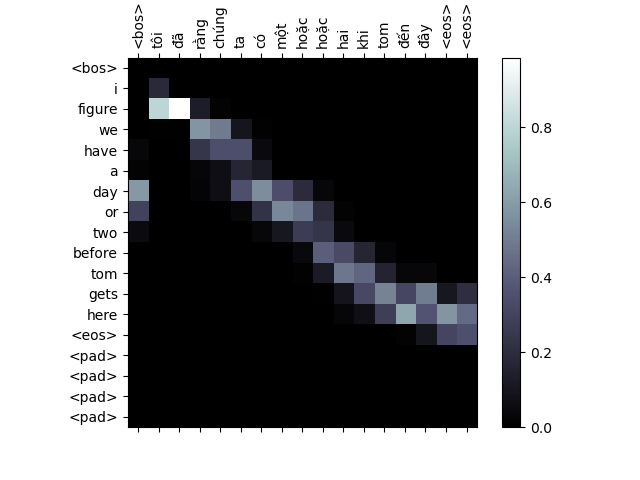 <bos> tôi đã ràng chúng ta có một hoặc hoặc hai khi tom đến đây <eos> <eos>
<bos>
i
figure
we
have
a
day
or
two
before
tom
gets
here
<eos>
<pad>
<pad>
<pad>
<pad>
0.8
0.6
0.4
0.2
0.0